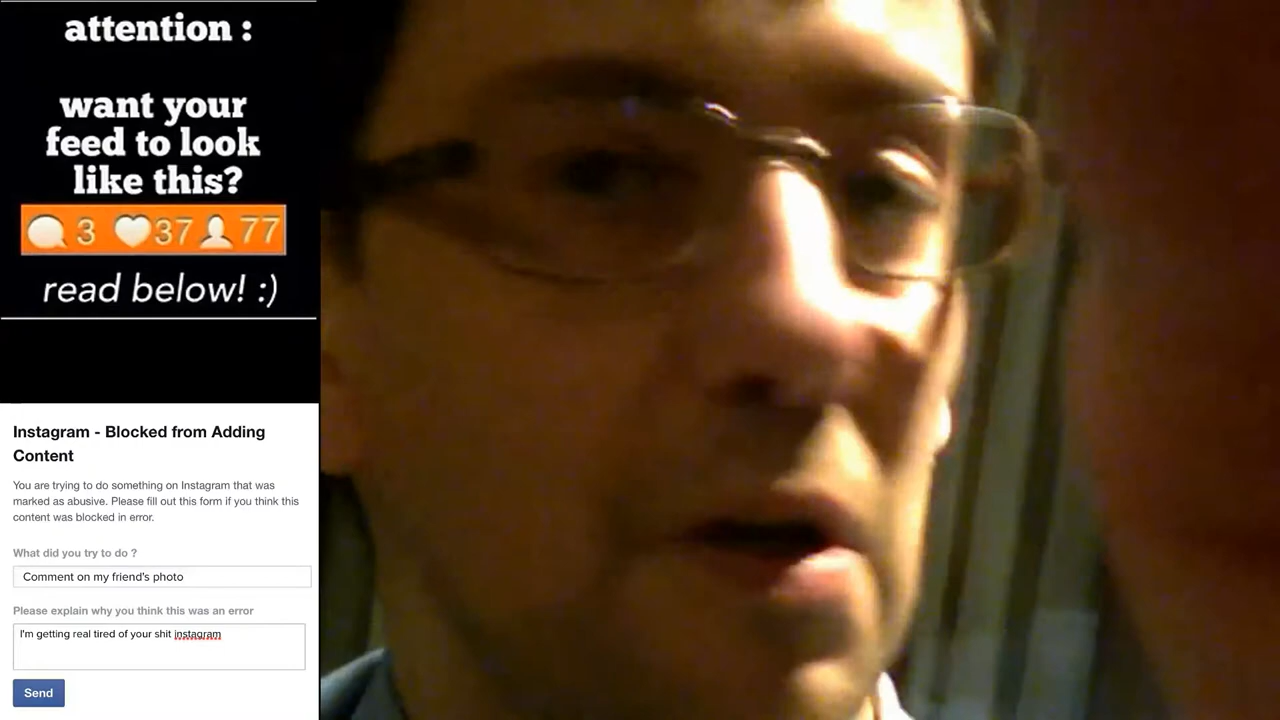 attention :
want your
feed to look
like this?
3 37 77
read below! :)
Instagram - Blocked from Adding
Content
You are trying to do something on Instagram that was
marked as abusive. Please fill out this form if you think this
content was blocked in error.
What did you try to do ?
Comment on my friend's photo
Please explain why you think this was an error
I'm getting real tired of your shit instagram
Send